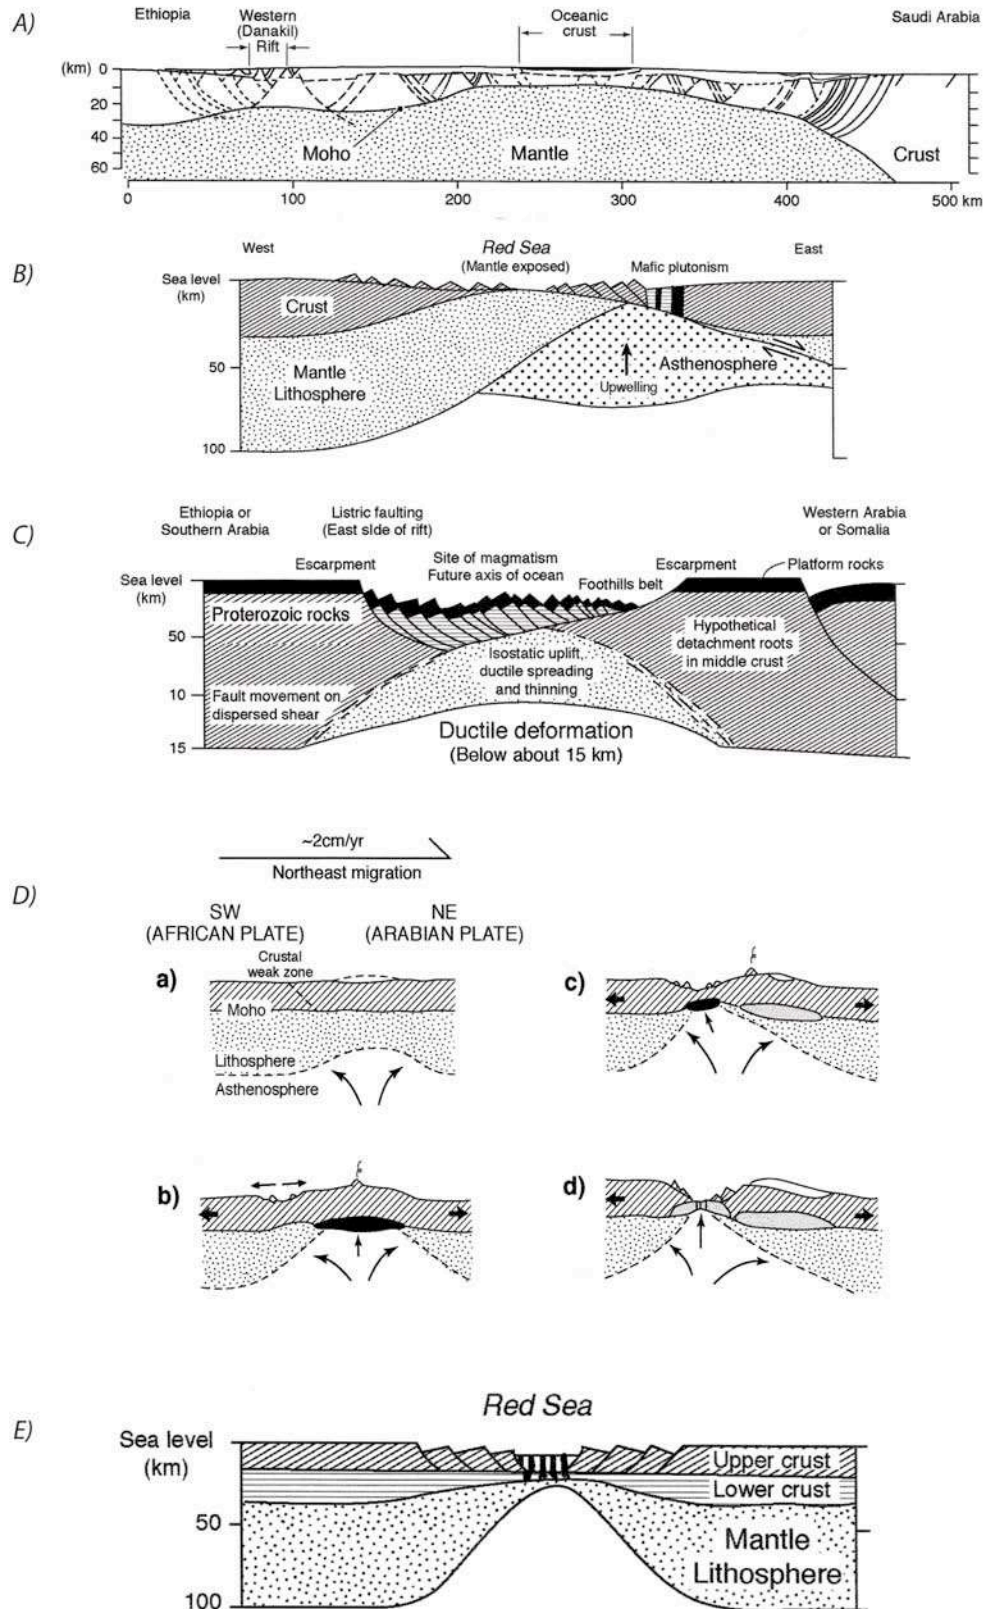 A)
Ethiopia
Western
(Danakil)
Rift
Oceanic
crust
Saudi Arabia
(km) 0
20
40
60
Moho
Mantle
Crust
0
100
200
300
400
500 km
B)
West
Red Sea
(Mantle exposed)
Mafic plutonism
East
Sea level
(km)
Crust
50
Mantle
Lithosphere
Asthenosphere
Upwelling
100
C)
Ethiopia or
Southern Arabia
Listric faulting
(East side of rift)
Western Arabia
or Somalia
Escarpment
Site of magmatism
Future axis of ocean
Escarpment
Foothills belt
Platform rocks
Sea level
(km)
Proterozoic rocks
50
Hypothetical
detachment roots
in middle crust
Isostatic uplift,
ductile spreading
and thinning
10
Fault movement on
dispersed shear
15
Ductile deformation
(Below about 15 km)
~2cm/yr
Northeast migration
D)
SW
(AFRICAN PLATE)
NE
(ARABIAN PLATE)
a)
Crustal
weak zone
Moho
Lithosphere
Asthenosphere
c)
b)
d)
E)
Red Sea
Sea level
(km)
Upper crust
Lower crust
50
Mantle
Lithosphere
100